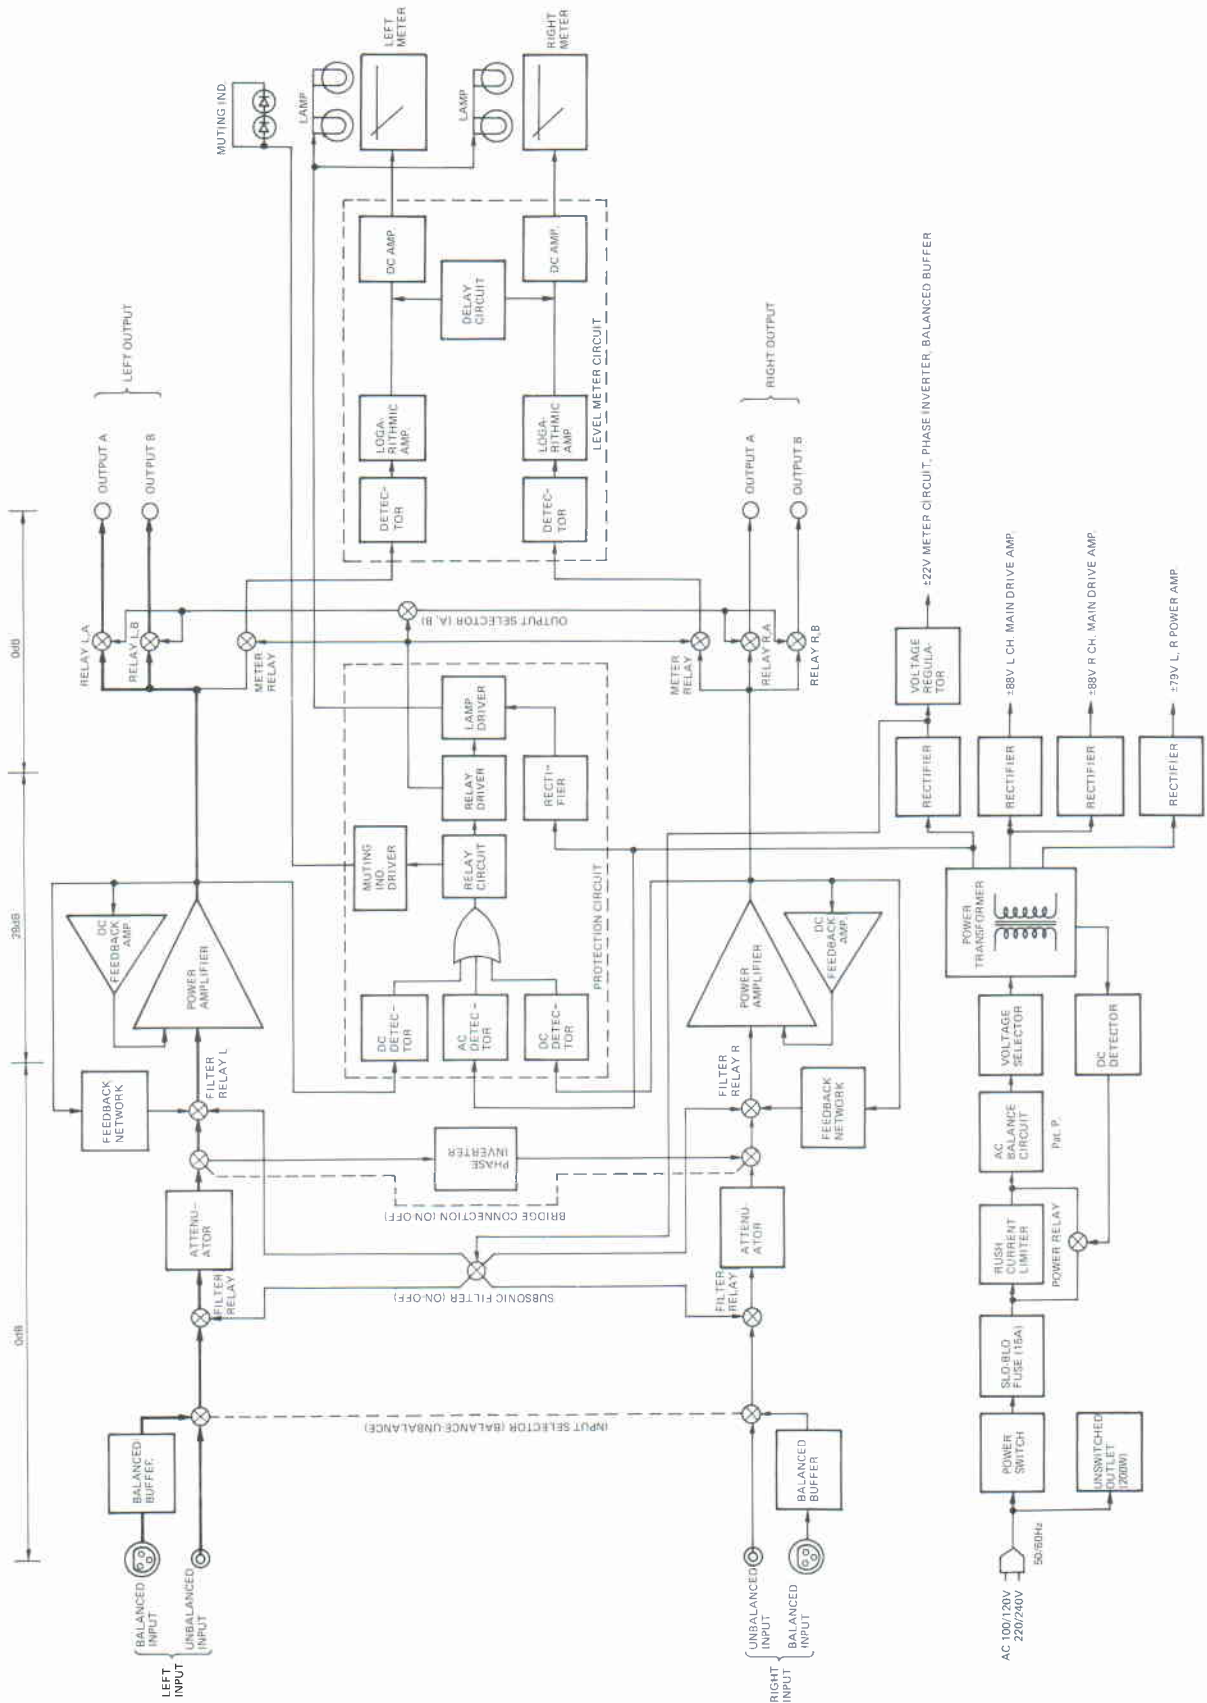 0dB
29dB
0dB
LEFT
INPUT
BALANCED
INPUT
UNBALANCED
INPUT
BALANCED
BUFFER
FILTER
RELAY
ATTENU-
ATOR
FEEDBACK
NETWORK
FILTER
RELAY L
DC
FEEDBACK
AMP.
POWER
AMPLIFIER
RELAY L,A
RELAY L,B
METER
RELAY
OUTPUT A
OUTPUT B
LEFT OUTPUT
MUTING IND.
LAMP
LEFT
METER
LAMP
RIGHT
METER
INPUT SELECTOR (BALANCE-UNBALANCE)
SUBSONIC FILTER (ON-OFF)
BRIDGE CONNECTION (ON-OFF)
PHASE
INVERTER
DC
DETEC-
TOR
AC
DETEC-
TOR
DC
DETEC-
TOR
MUTING
IND.
DRIVER
RELAY
CIRCUIT
RELAY
DRIVER
LAMP
DRIVER
RECTI-
FIER
PROTECTION CIRCUIT
OUTPUT SELECTOR (A, B)
DETEC-
TOR
LOGA-
RITHMIC
AMP.
DC AMP.
DELAY
CIRCUIT
DETEC-
TOR
LOGA-
RITHMIC
AMP.
DC AMP.
LEVEL METER CIRCUIT
RIGHT
INPUT
UNBALANCED
INPUT
BALANCED
INPUT
BALANCED
BUFFER
FILTER
RELAY
ATTENU-
ATOR
FILTER
RELAY R
FEEDBACK
NETWORK
POWER
AMPLIFIER
DC
FEEDBACK
AMP.
METER
RELAY
RELAY R,A
RELAY R,B
OUTPUT A
OUTPUT B
RIGHT OUTPUT
AC 100/120V
220/240V
50/60Hz
POWER
SWITCH
UNSWITCHED
OUTLET
(200W)
SLO-BLO
FUSE (15A)
RUSH
CURRENT
LIMITER
POWER RELAY
AC
BALANCE
CIRCUIT
Pat. P.
VOLTAGE
SELECTOR
DC
DETECTOR
POWER
TRANSFORMER
RECTIFIER
RECTIFIER
RECTIFIER
RECTIFIER
VOLTAGE
REGULA-
TOR
±22V METER CIRCUIT, PHASE INVERTER, BALANCED BUFFER
±88V L CH. MAIN DRIVE AMP.
±88V R CH. MAIN DRIVE AMP.
±79V L, R POWER AMP.